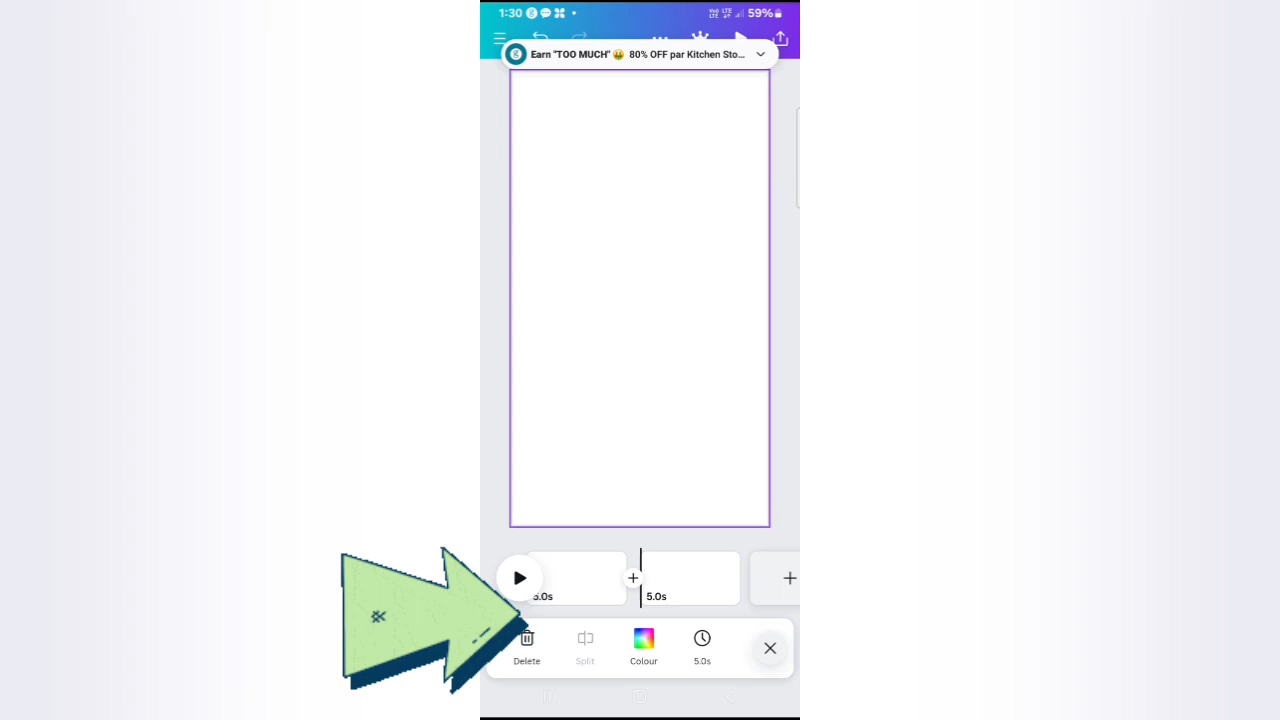 1:30 59%
Earn "TOO MUCH" 🤑 80% OFF par Kitchen Sto...
5.0s 5.0s
Delete Split Colour 5.0s